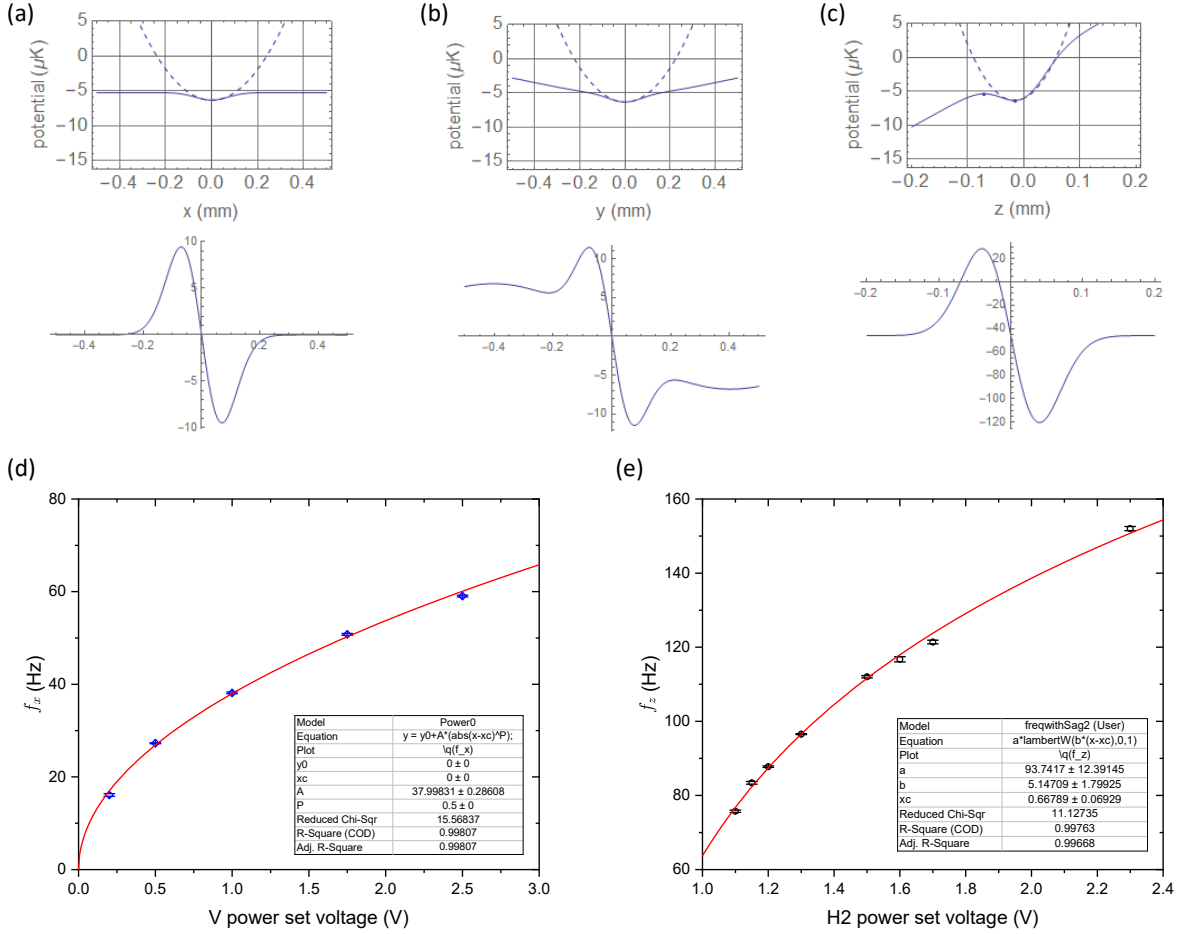 (a)
(b)
(c)
5
0
−5
−10
−15
potential (μK)
−0.4 −0.2 0.0 0.2 0.4
x (mm)
5
0
−5
−10
−15
potential (μK)
−0.4 −0.2 0.0 0.2 0.4
y (mm)
5
0
−5
−10
−15
potential (μK)
−0.2 −0.1 0.0 0.1 0.2
z (mm)
10
5
−0.4 −0.2 0.2 0.4
−5
−10
10
5
−0.4 −0.2 0.2 0.4
−5
−10
20
−0.2 −0.1 0.1 0.2
−20
−40
−60
−80
−100
−120
(d)
80
60
40
20
0
f_x (Hz)
0.0 0.5 1.0 1.5 2.0 2.5 3.0
V power set voltage (V)
Model Power0
Equation y = y0+A*(abs(x-xc)^P);
Plot \q(f_x)
y0 0 ± 0
xc 0 ± 0
A 37.99831 ± 0.28608
P 0.5 ± 0
Reduced Chi-Sqr 15.56837
R-Square (COD) 0.99807
Adj. R-Square 0.99807
(e)
160
140
120
100
80
60
f_z (Hz)
1.0 1.2 1.4 1.6 1.8 2.0 2.2 2.4
H2 power set voltage (V)
Model freqwithSag2 (User)
Equation a*lambertW(b*(x-xc),0,1)
Plot \q(f_z)
a 93.7417 ± 12.39145
b 5.14709 ± 1.79925
xc 0.66789 ± 0.06929
Reduced Chi-Sqr 11.12735
R-Square (COD) 0.99763
Adj. R-Square 0.99668